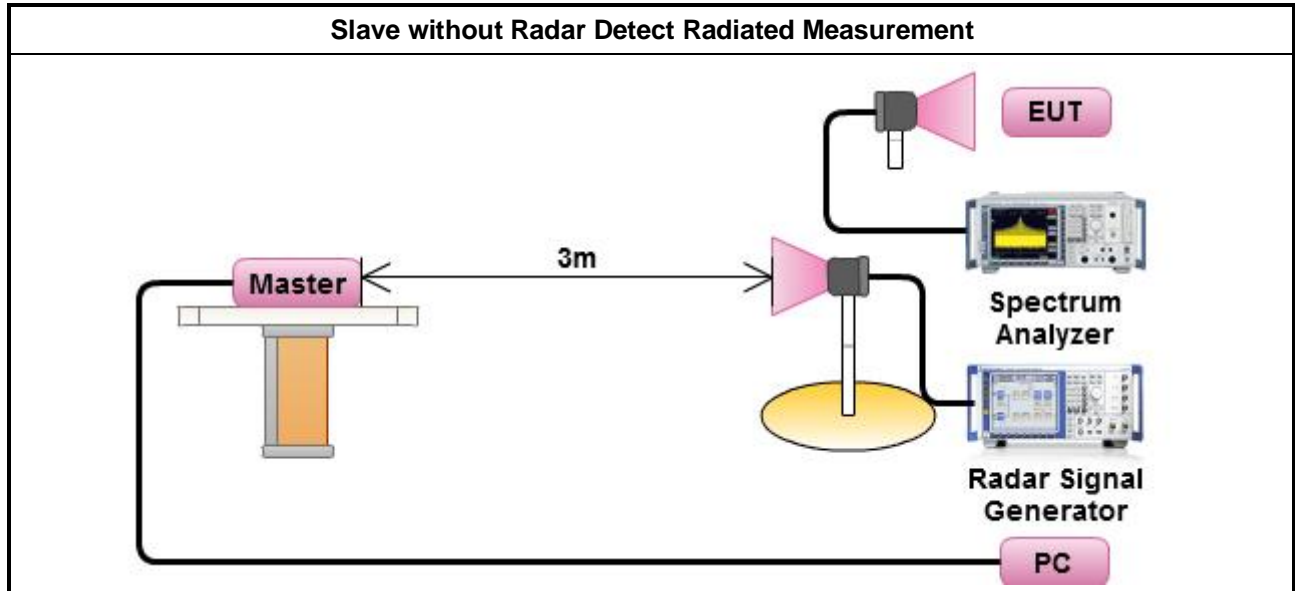 Slave without Radar Detect Radiated Measurement
EUT
3m
Master
Spectrum
Analyzer
Radar Signal
Generator
PC